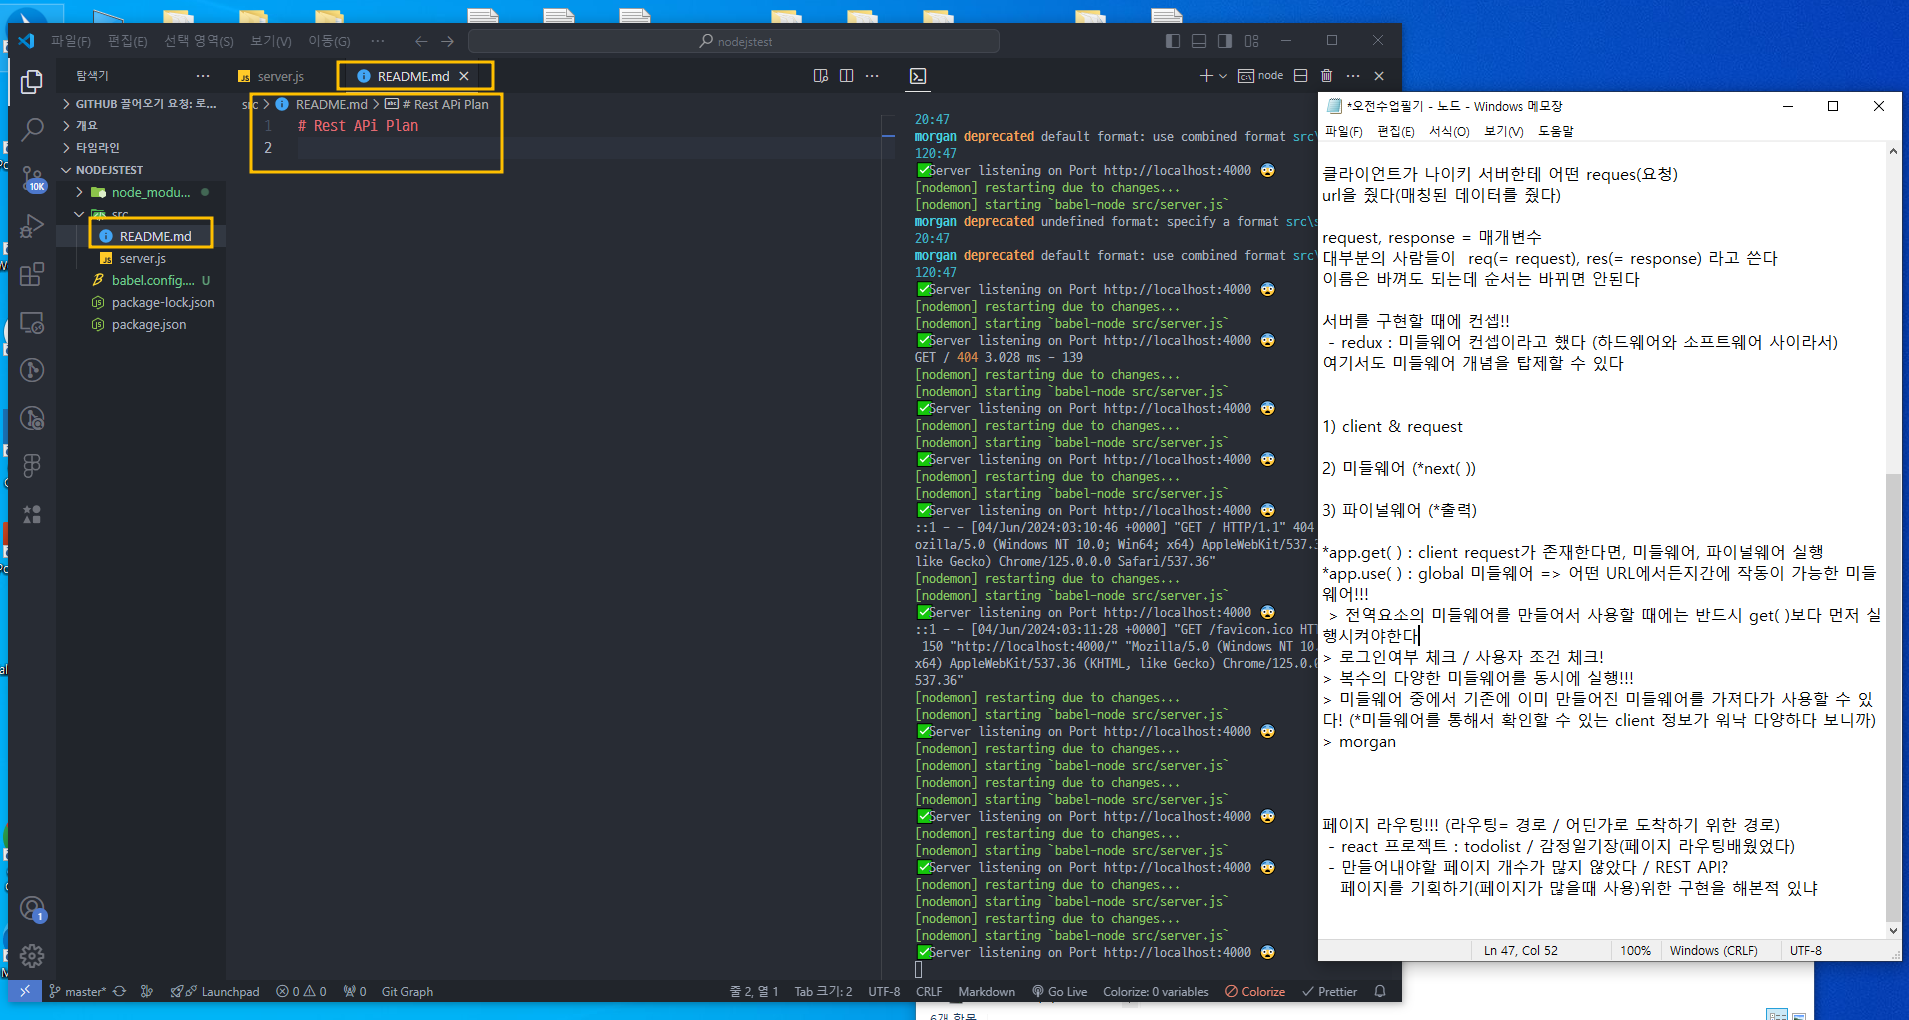 파일(F) 편집(E) 선택 영역(S) 보기(V) 이동(G) ··· nodejstest
탐색기 ···
GITHUB 끌어오기 요청: 로...
개요
타임라인
NODEJSTEST
node_modu...
src
README.md
server.js
babel.config.... U
package-lock.json
package.json
10K
1
server.js README.md
src > README.md > # Rest APi Plan
1 # Rest APi Plan
2
node
20:47
morgan deprecated default format: use combined format src\
120:47
✅Server listening on Port http://localhost:4000 😨
[nodemon] restarting due to changes...
[nodemon] starting `babel-node src/server.js`
morgan deprecated undefined format: specify a format src\
20:47
morgan deprecated default format: use combined format src\
120:47
✅Server listening on Port http://localhost:4000 😨
[nodemon] restarting due to changes...
[nodemon] starting `babel-node src/server.js`
✅Server listening on Port http://localhost:4000 😨
GET / 404 3.028 ms - 139
[nodemon] restarting due to changes...
[nodemon] starting `babel-node src/server.js`
✅Server listening on Port http://localhost:4000 😨
[nodemon] restarting due to changes...
[nodemon] starting `babel-node src/server.js`
✅Server listening on Port http://localhost:4000 😨
[nodemon] restarting due to changes...
[nodemon] starting `babel-node src/server.js`
✅Server listening on Port http://localhost:4000 😨
::1 - - [04/Jun/2024:03:10:46 +0000] "GET / HTTP/1.1" 404
ozilla/5.0 (Windows NT 10.0; Win64; x64) AppleWebKit/537.3
like Gecko) Chrome/125.0.0.0 Safari/537.36"
[nodemon] restarting due to changes...
[nodemon] starting `babel-node src/server.js`
✅Server listening on Port http://localhost:4000 😨
::1 - - [04/Jun/2024:03:11:28 +0000] "GET /favicon.ico HT
150 "http://localhost:4000/" "Mozilla/5.0 (Windows NT 10.
x64) AppleWebKit/537.36 (KHTML, like Gecko) Chrome/125.0.
537.36"
[nodemon] restarting due to changes...
[nodemon] starting `babel-node src/server.js`
✅Server listening on Port http://localhost:4000 😨
[nodemon] restarting due to changes...
[nodemon] starting `babel-node src/server.js`
[nodemon] restarting due to changes...
[nodemon] starting `babel-node src/server.js`
✅Server listening on Port http://localhost:4000 😨
[nodemon] restarting due to changes...
[nodemon] starting `babel-node src/server.js`
✅Server listening on Port http://localhost:4000 😨
[nodemon] restarting due to changes...
[nodemon] starting `babel-node src/server.js`
[nodemon] restarting due to changes...
[nodemon] starting `babel-node src/server.js`
✅Server listening on Port http://localhost:4000 😨
master* Launchpad 0 0 0 Git Graph 줄 2, 열 1 Tab 크기: 2 UTF-8 CRLF Markdown Go Live Colorize: 0 variables Colorize Prettier
*오전수업필기 - 노드 - Windows 메모장
파일(F) 편집(E) 서식(O) 보기(V) 도움말
클라이언트가 나이키 서버한테 어떤 reques(요청)
url을 줬다(매칭된 데이터를 줬다)
request, response = 매개변수
대부분의 사람들이 req(= request), res(= response) 라고 쓴다
이름은 바껴도 되는데 순서는 바뀌면 안된다
서버를 구현할 때에 컨셉!!
- redux : 미들웨어 컨셉이라고 했다 (하드웨어와 소프트웨어 사이라서)
여기서도 미들웨어 개념을 탑제할 수 있다
1) client & request
2) 미들웨어 (*next( ))
3) 파이널웨어 (*출력)
*app.get( ) : client request가 존재한다면, 미들웨어, 파이널웨어 실행
*app.use( ) : global 미들웨어 => 어떤 URL에서든지간에 작동이 가능한 미들
웨어!!!
> 전역요소의 미들웨어를 만들어서 사용할 때에는 반드시 get( )보다 먼저 실
행시켜야한다
> 로그인여부 체크 / 사용자 조건 체크!
> 복수의 다양한 미들웨어를 동시에 실행!!!
> 미들웨어 중에서 기존에 이미 만들어진 미들웨어를 가져다가 사용할 수 있
다! (*미들웨어를 통해서 확인할 수 있는 client 정보가 워낙 다양하다 보니까)
> morgan
페이지 라우팅!!! (라우팅= 경로 / 어딘가로 도착하기 위한 경로)
- react 프로젝트 : todolist / 감정일기장(페이지 라우팅배웠었다)
- 만들어내야할 페이지 개수가 많지 않았다 / REST API?
페이지를 기획하기(페이지가 많을때 사용)위한 구현을 해본적 있냐
Ln 47, Col 52 100% Windows (CRLF) UTF-8